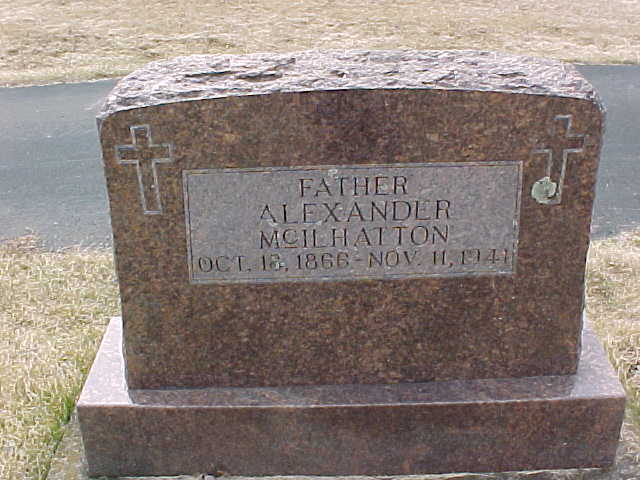 FATHER
ALEXANDER
McILHATTON
OCT. 18, 1866 - NOV. 11, 1941